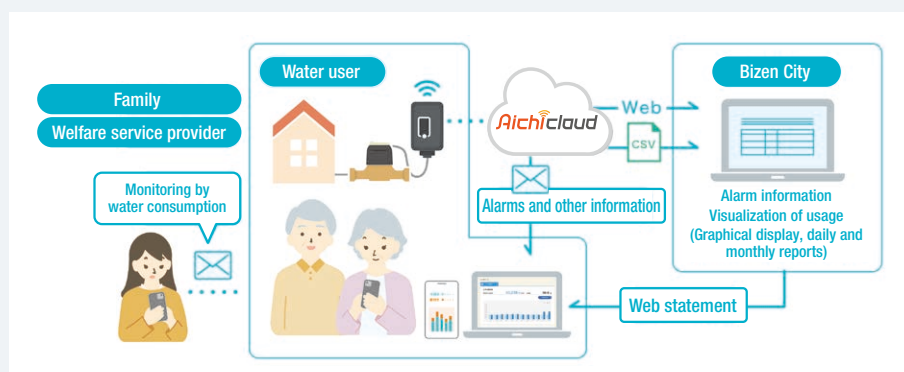 Family
Welfare service provider
Monitoring by
water consumption
Water user
Aichicloud
Web
CSV
Alarms and other information
Bizen City
Alarm information
Visualization of usage
(Graphical display, daily and
monthly reports)
Web statement